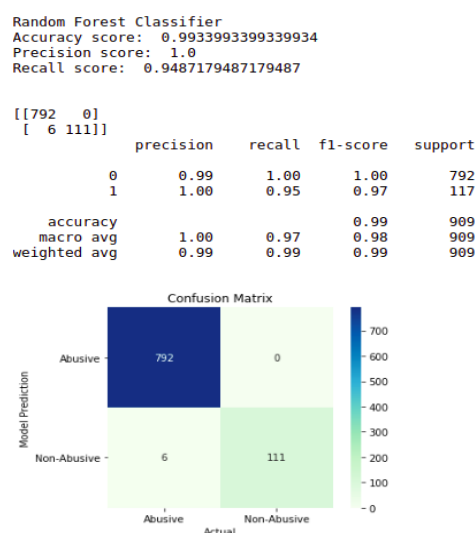 Random Forest Classifier
Accuracy score:  0.9933993399339934
Precision score:  1.0
Recall score:  0.9487179487179487
[[792   0]
 [  6 111]]
              precision    recall  f1-score   support
           0       0.99      1.00      1.00       792
           1       1.00      0.95      0.97       117
    accuracy                           0.99       909
   macro avg       1.00      0.97      0.98       909
weighted avg       0.99      0.99      0.99       909
Confusion Matrix
Model Prediction
Abusive 792 0
Non-Abusive 6 111
Abusive Non-Abusive
Actual
700
600
500
400
300
200
100
0